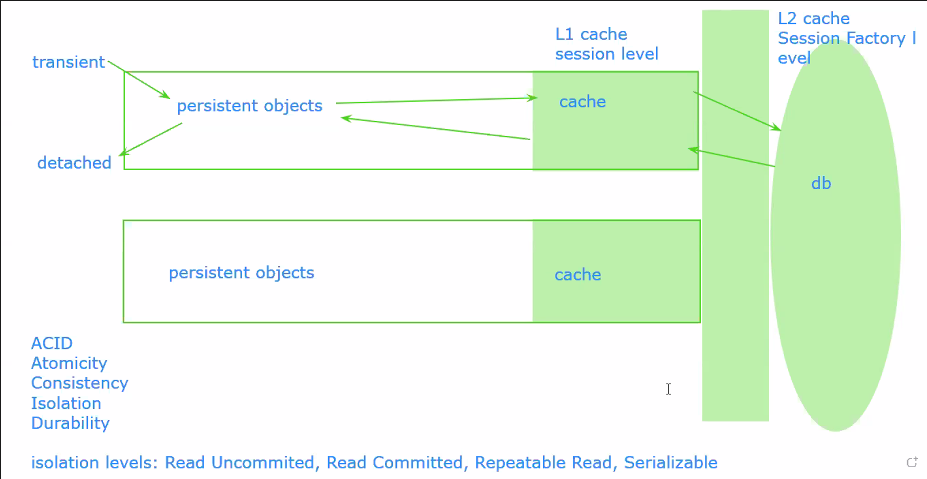 transient
persistent objects
detached
L1 cache
session level
cache
L2 cache
Session Factory l
evel
db
persistent objects
cache
ACID
Atomicity
Consistency
Isolation
Durability
isolation levels: Read Uncommited, Read Committed, Repeatable Read, Serializable